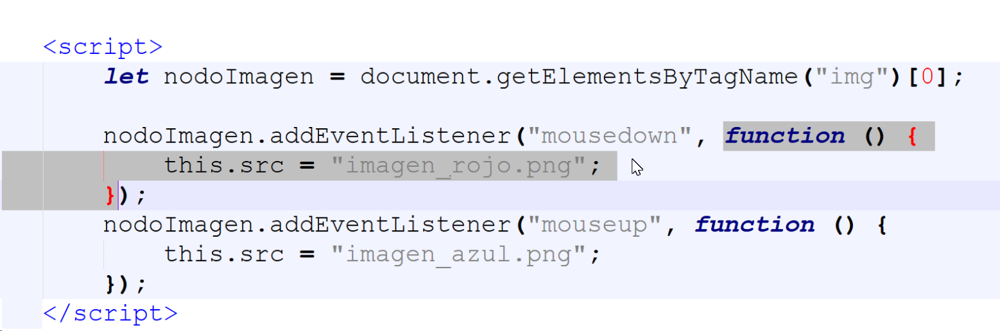 <script>
let nodoImagen = document.getElementsByTagName("img")[0];
nodoImagen.addEventListener("mousedown", function () {
this.src = "imagen_rojo.png";
});
nodoImagen.addEventListener("mouseup", function () {
this.src = "imagen_azul.png";
});
</script>